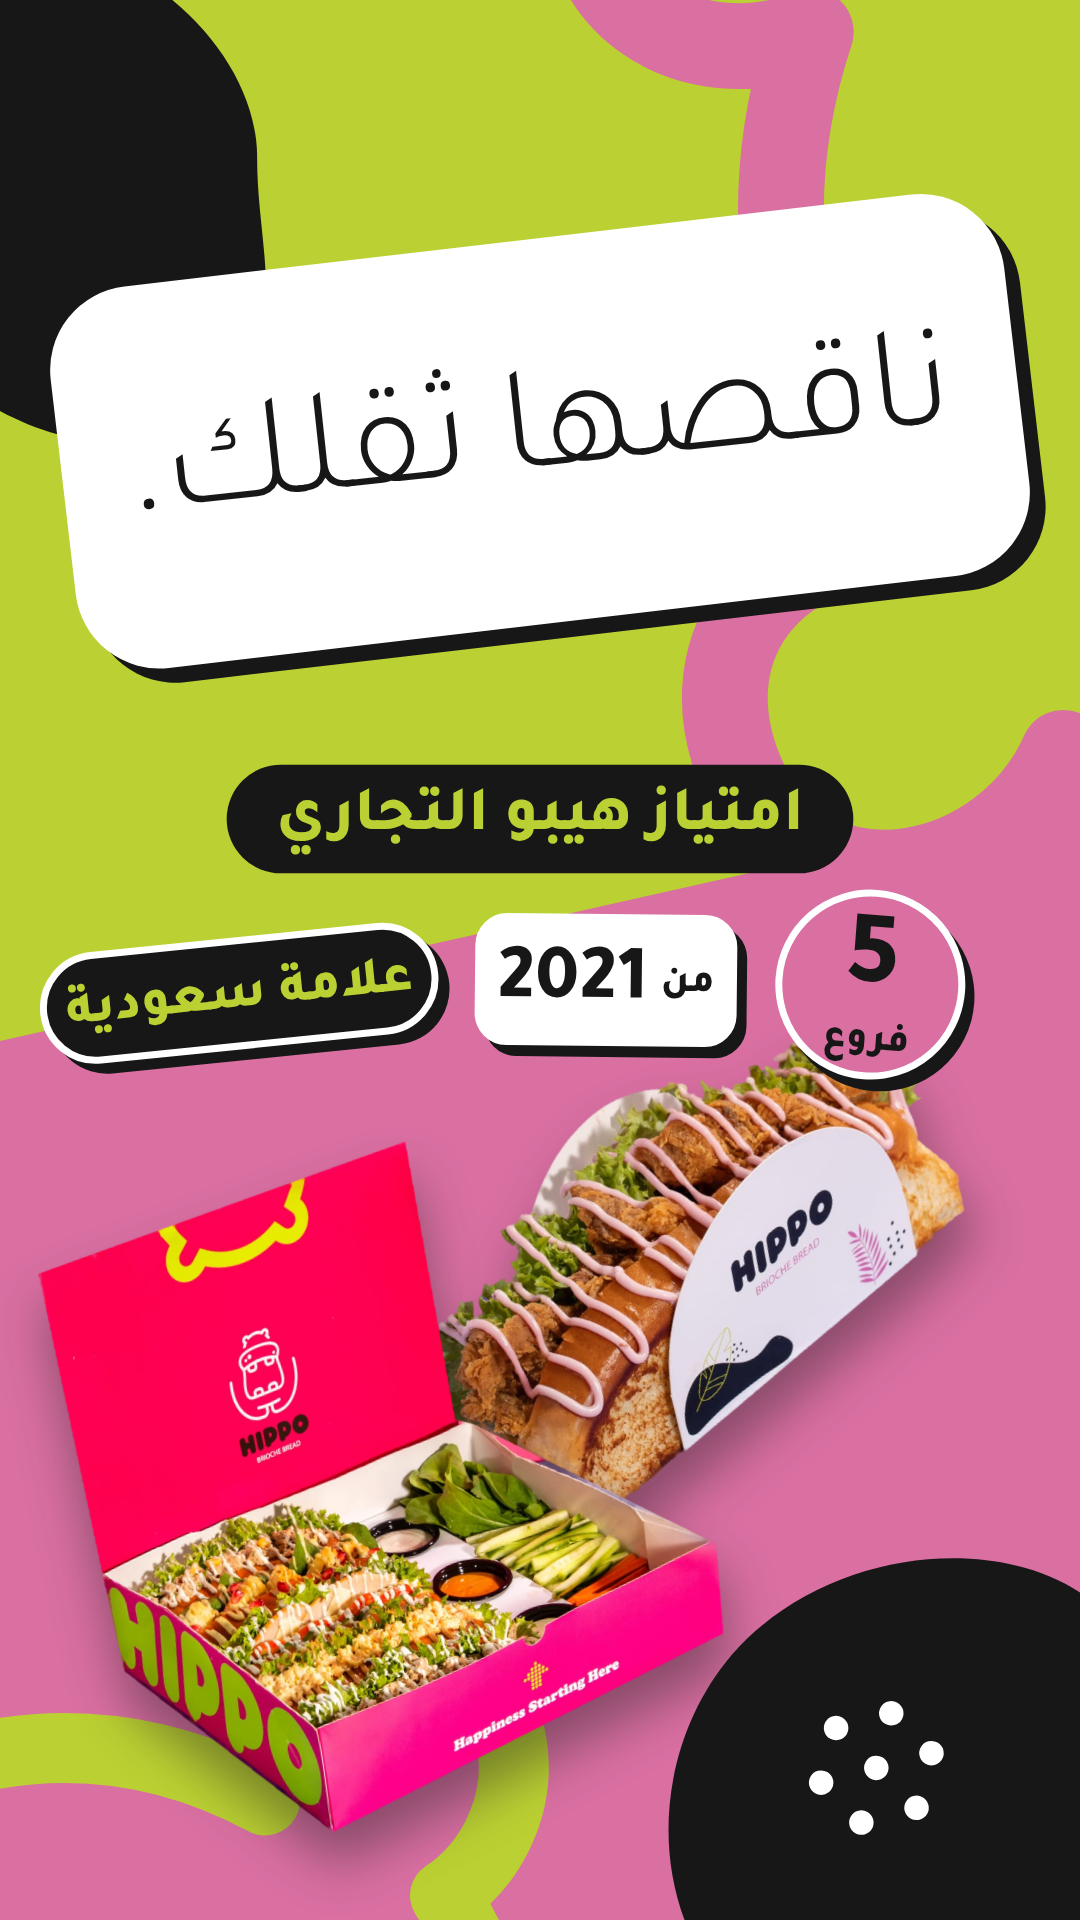 ناقصها ثقلك.
امتياز هيبو التجاري
5
فروع
من 2021
علامة سعودية
HIPPO
BRIOCHE BREAD
HIPPO
BRIOCHE BREAD
HIPPO
Happiness Starting Here